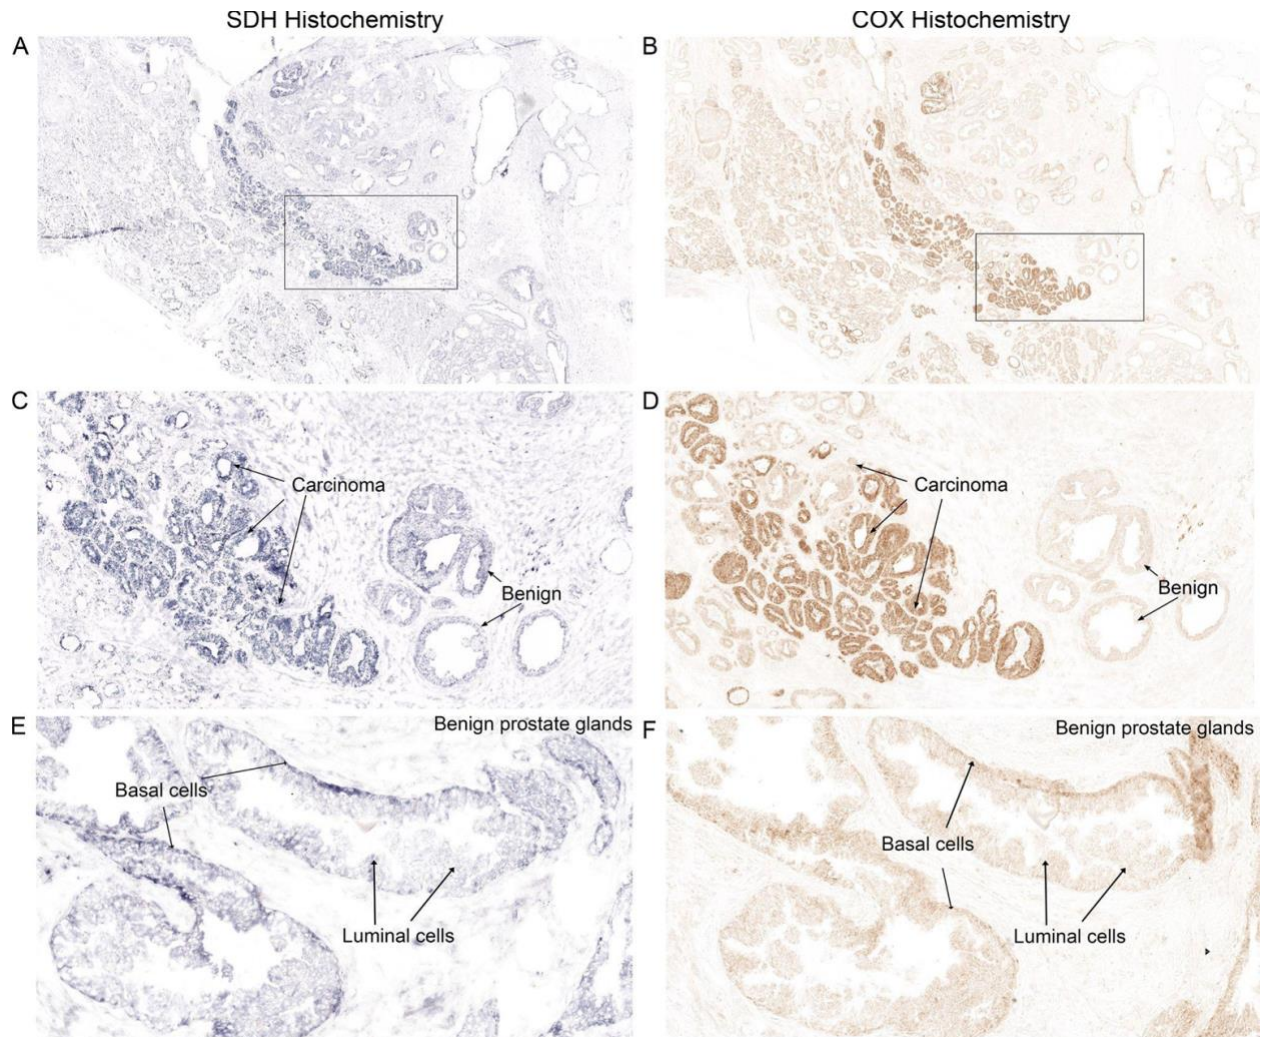 SDH Histochemistry
COX Histochemistry
A
B
C
Carcinoma
Benign
D
Carcinoma
Benign
E
Benign prostate glands
Basal cells
Luminal cells
F
Benign prostate glands
Basal cells
Luminal cells